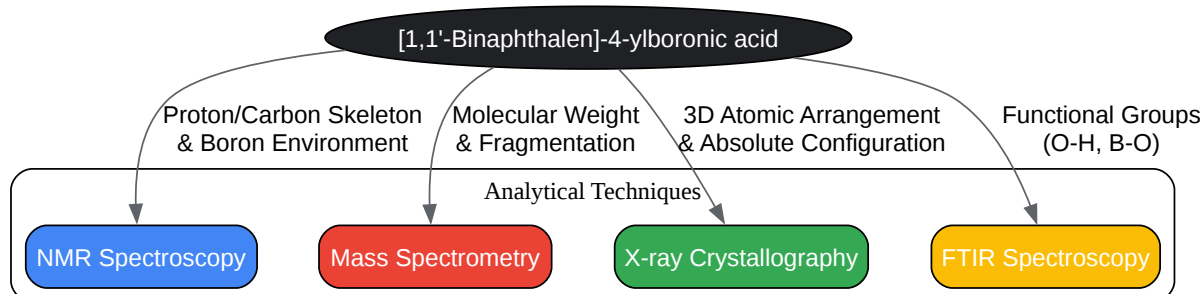 [1,1'-Binaphthalen]-4-ylboronic acid
Proton/Carbon Skeleton
& Boron Environment
Molecular Weight
& Fragmentation
3D Atomic Arrangement
& Absolute Configuration
Functional Groups
(O-H, B-O)
Analytical Techniques
NMR Spectroscopy
Mass Spectrometry
X-ray Crystallography
FTIR Spectroscopy